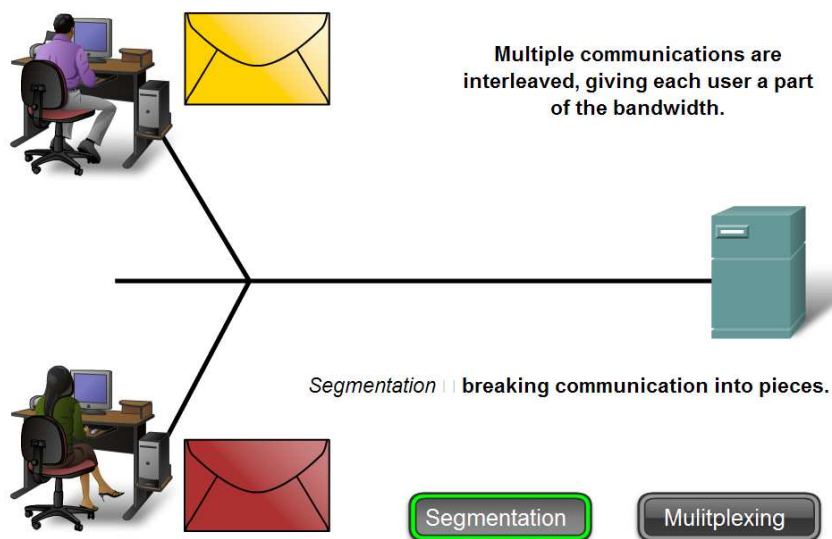 Multiple communications are
interleaved, giving each user a part
of the bandwidth.
Segmentation □□ breaking communication into pieces.
Segmentation
Mulitplexing